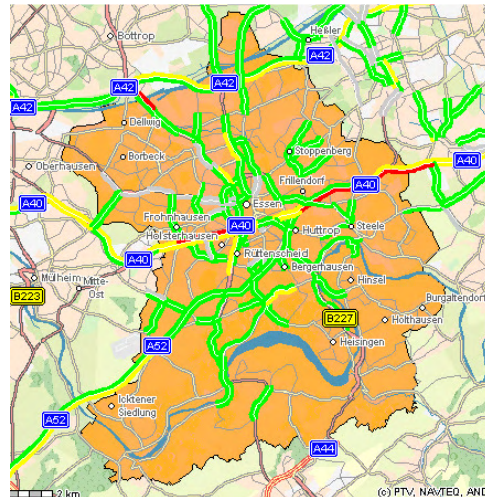 Heßler
Bottrop
A42
A42
A42
A42
Dellwig
Borbeck
Stoppenberg
Oberhausen
A40
Frillendorf
A40
A40
Essen
Frohnhausen
A40
Huttrop
Steele
Holsterhausen
A40
Rüttenscheid
Bergerhausen
Mülheim
Mitte-
Ost
Hinsel
B223
Burgaltendorf
B227
Holthausen
A52
Heisingen
Icktener
Siedlung
A52
A44
2 km
(c) PTV, NAVTEQ, AND